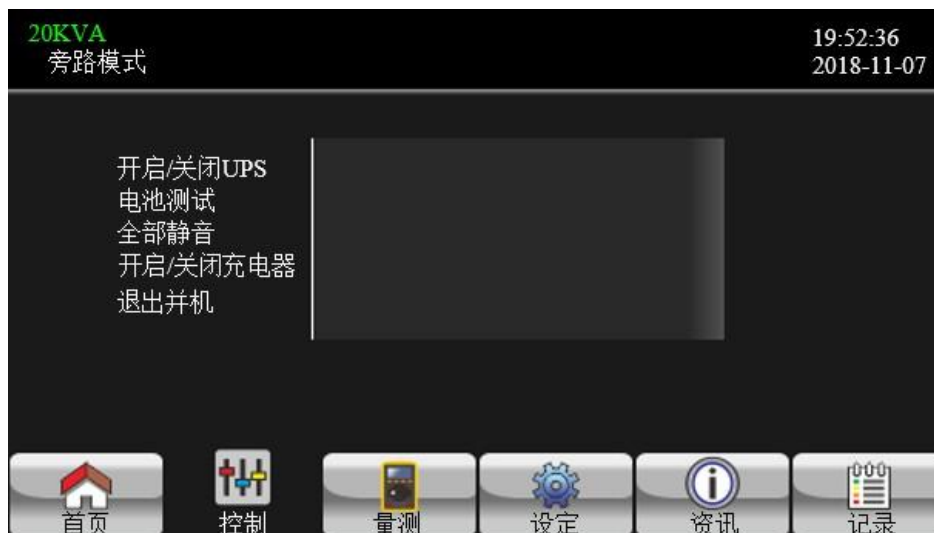 20KVA
旁路模式
19:52:36
2018-11-07
开启/关闭UPS
电池测试
全部静音
开启/关闭充电器
退出并机
首页
控制
量测
设定
资讯
记录